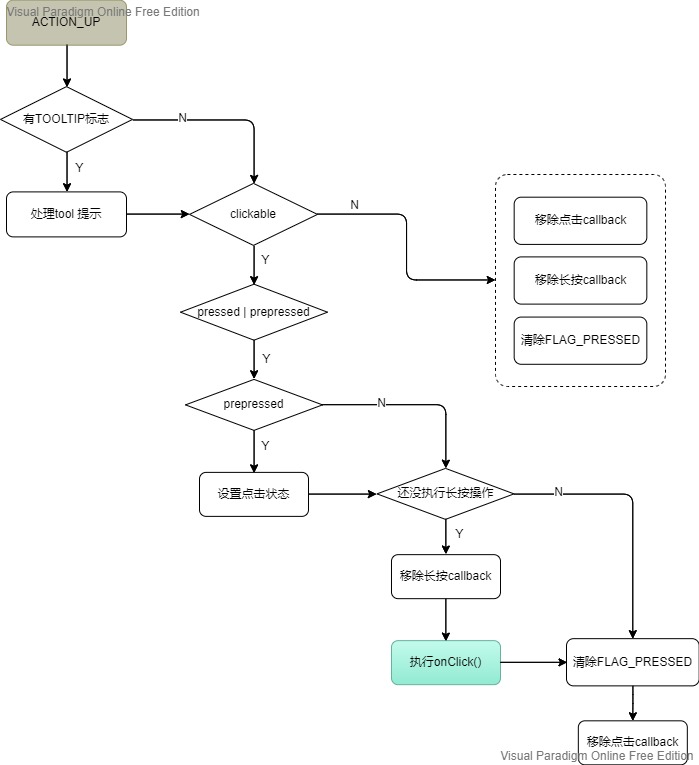 Visual Paradigm Online Free Edition
ACTION_UP
有TOOLTIP标志
N
Y
处理tool 提示
clickable
N
移除点击callback
移除长按callback
清除FLAG_PRESSED
Y
pressed | prepressed
Y
prepressed
N
Y
设置点击状态
还没执行长按操作
N
Y
移除长按callback
执行onClick()
清除FLAG_PRESSED
移除点击callback
Visual Paradigm Online Free Edition